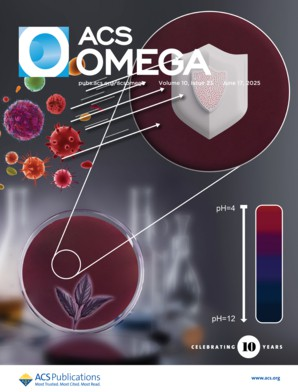 ACS
OMEGA
pubs.acs.org/acsomega Volume 10, Issue 23 June 17, 2025
pH=4
pH=12
CELEBRATING 10 YEARS
ACS Publications
Most Trusted. Most Cited. Most Read.
www.acs.org